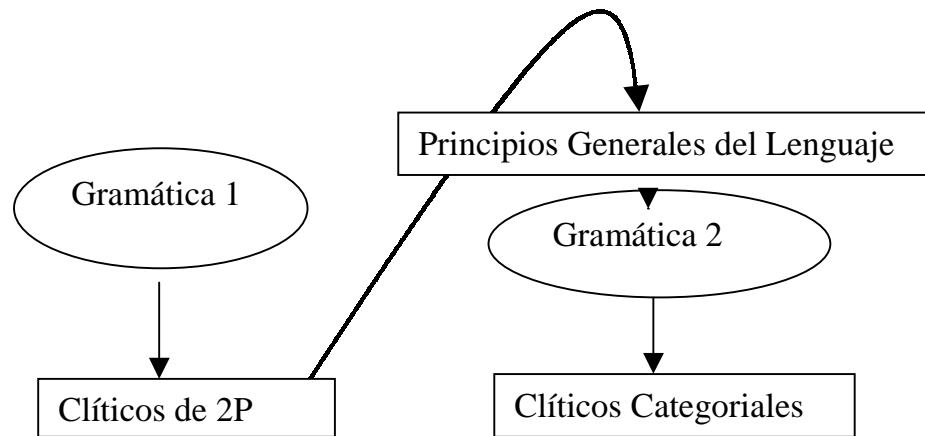 Principios Generales del Lenguaje
Gramática 1
Gramática 2
Clíticos de 2P
Clíticos Categoriales